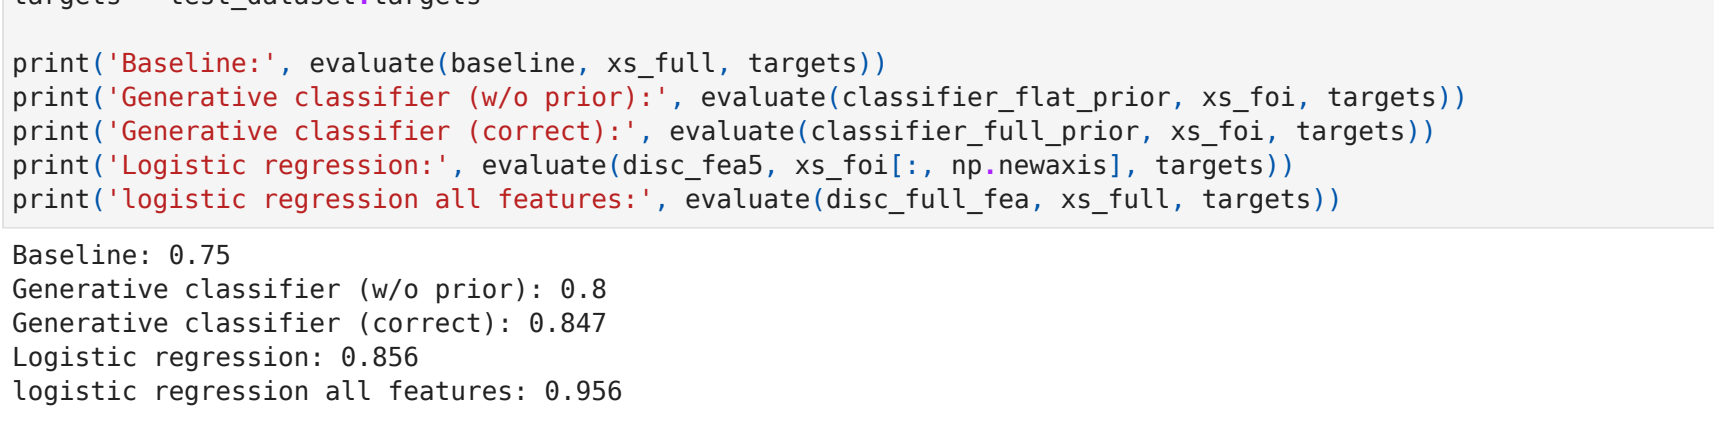 targets = test_dataset.targets
print('Baseline:', evaluate(baseline, xs_full, targets))
print('Generative classifier (w/o prior):', evaluate(classifier_flat_prior, xs_foi, targets))
print('Generative classifier (correct):', evaluate(classifier_full_prior, xs_foi, targets))
print('Logistic regression:', evaluate(disc_fea5, xs_foi[:, np.newaxis], targets))
print('logistic regression all features:', evaluate(disc_full_fea, xs_full, targets))
Baseline: 0.75
Generative classifier (w/o prior): 0.8
Generative classifier (correct): 0.847
Logistic regression: 0.856
logistic regression all features: 0.956